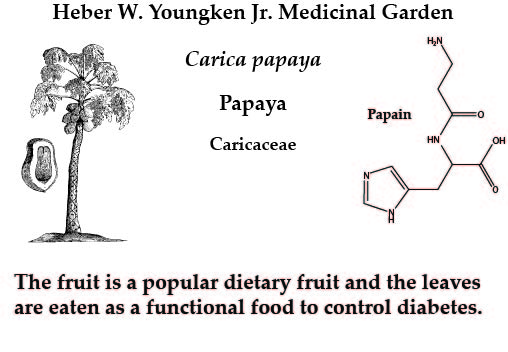 Heber W. Youngken Jr. Medicinal Garden
Carica papaya
Papaya
Caricaceae
Papain
H₂N
O
HN
OH
O
N
N
H
The fruit is a popular dietary fruit and the leaves
are eaten as a functional food to control diabetes.